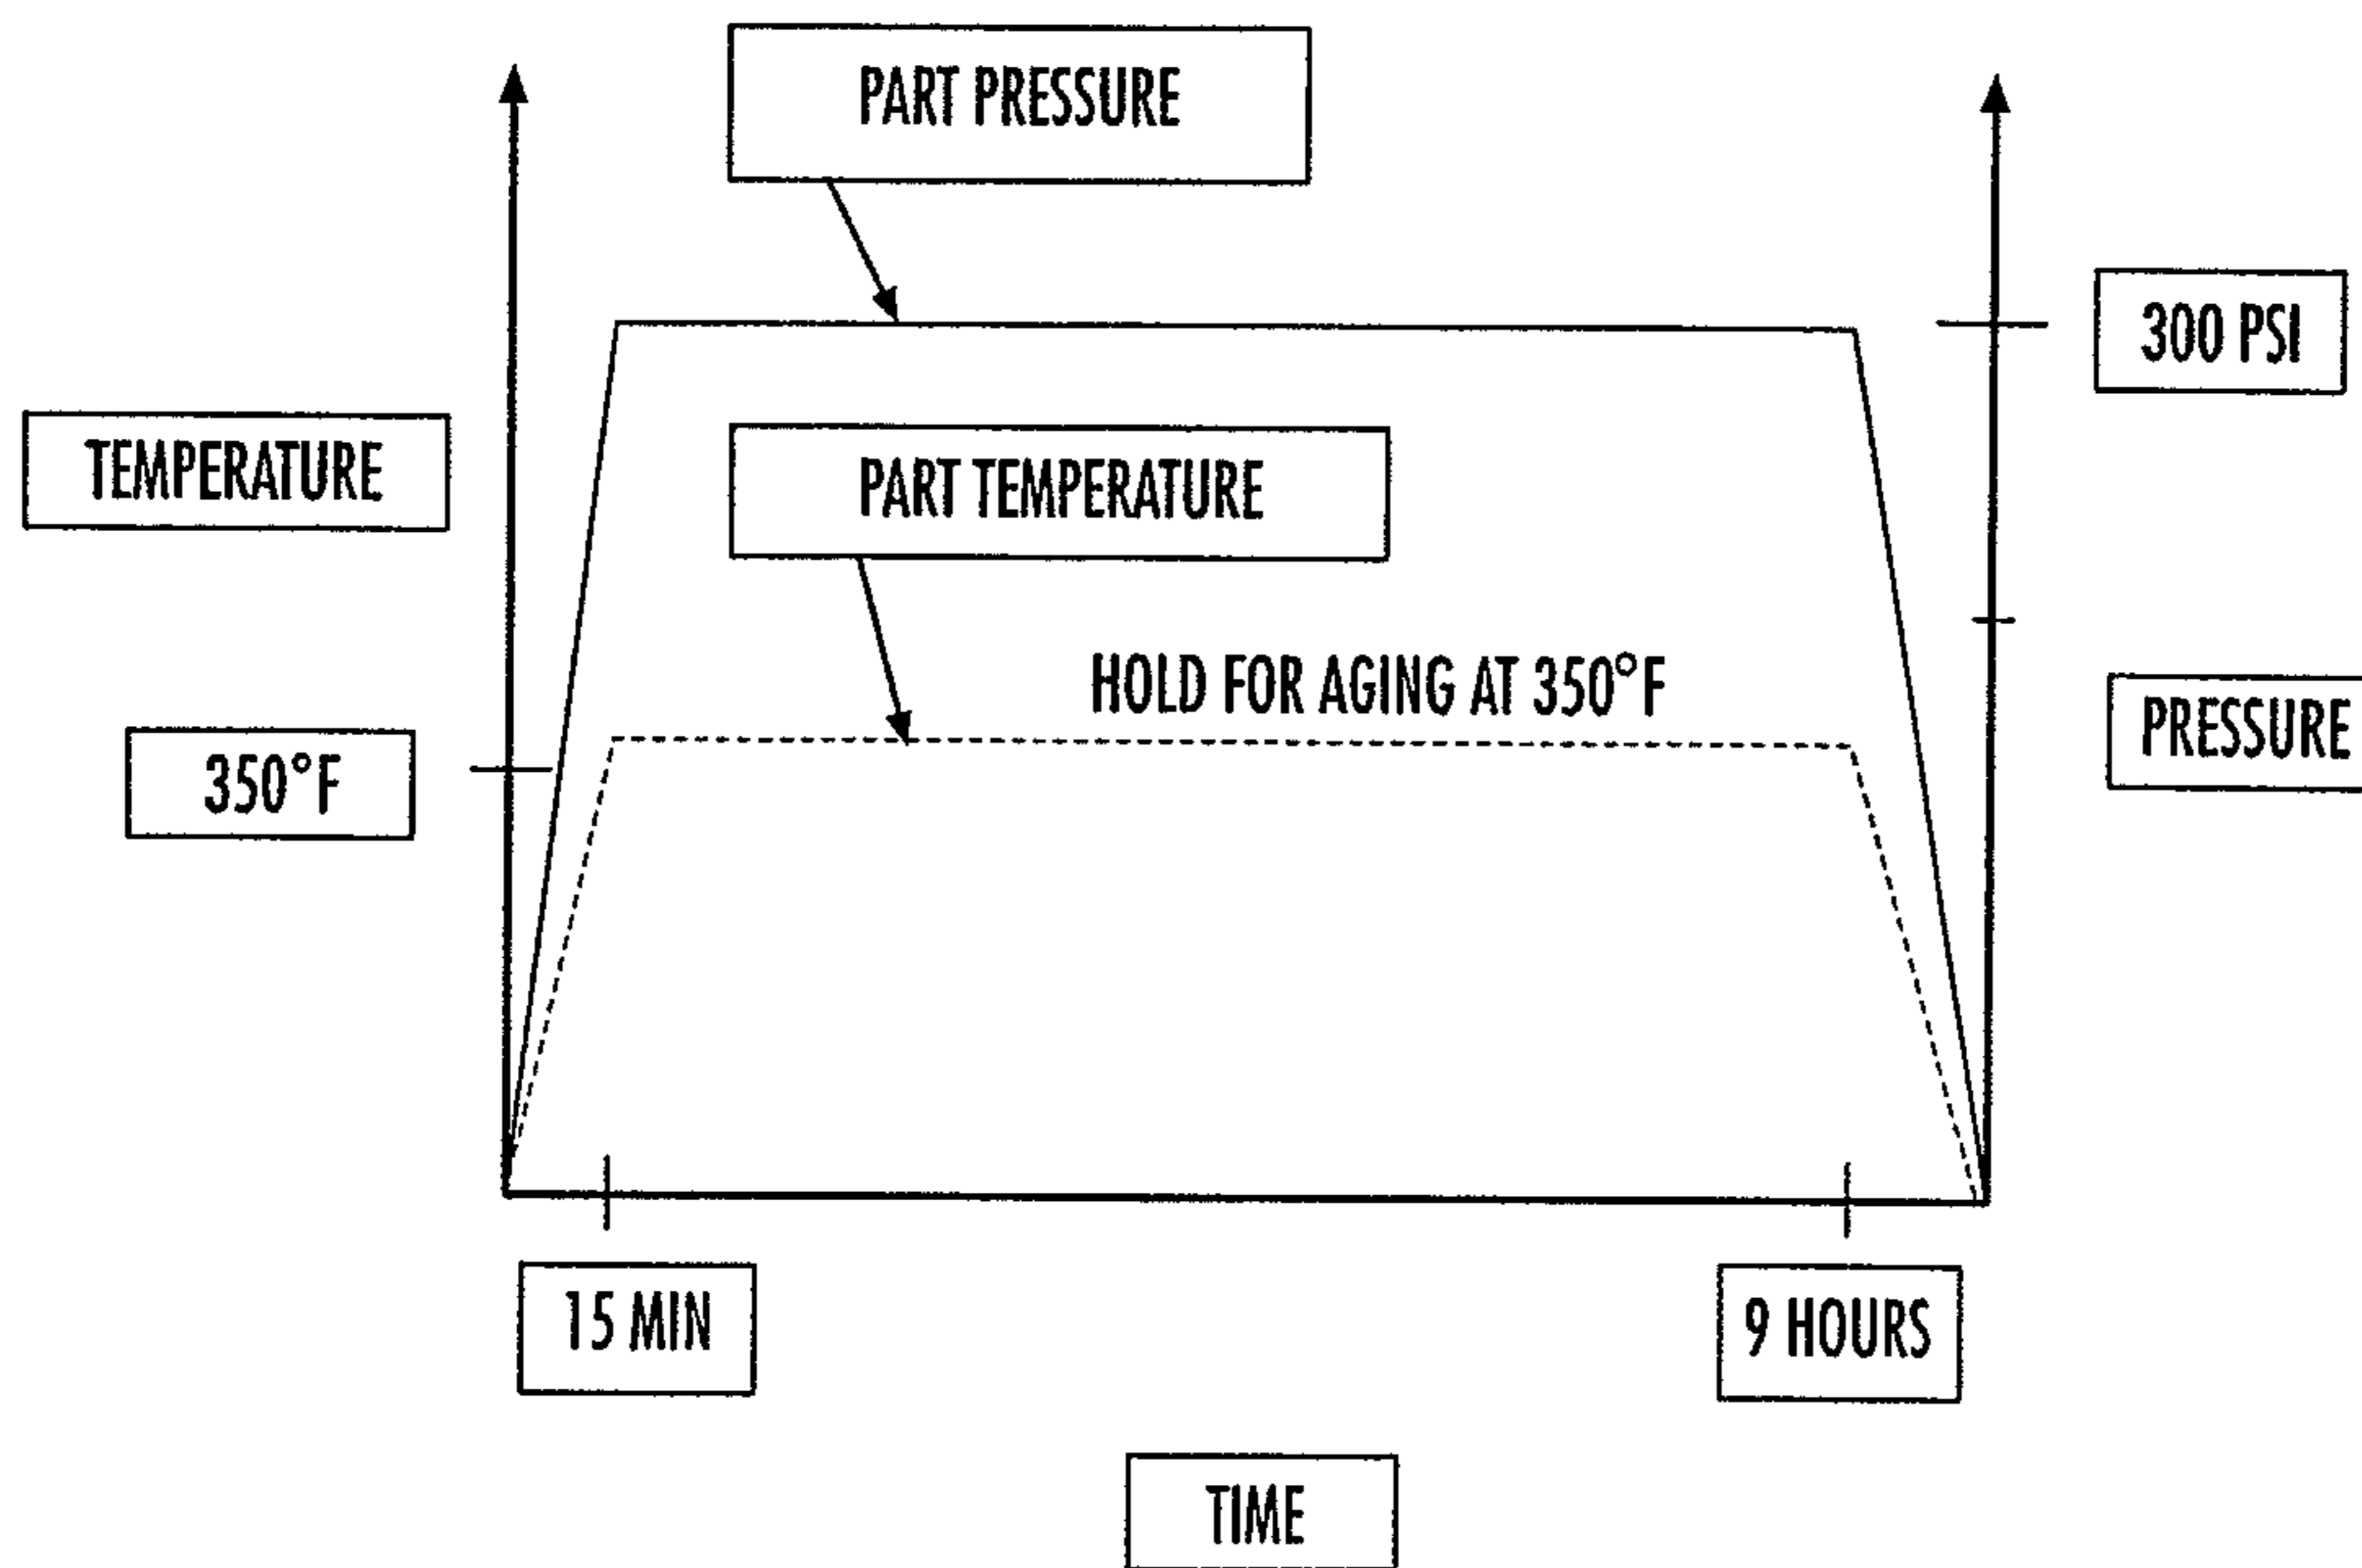 PART PRESSURE
300 PSI
TEMPERATURE
PART TEMPERATURE
HOLD FOR AGING AT 350°F
PRESSURE
350°F
15 MIN
9 HOURS
TIME